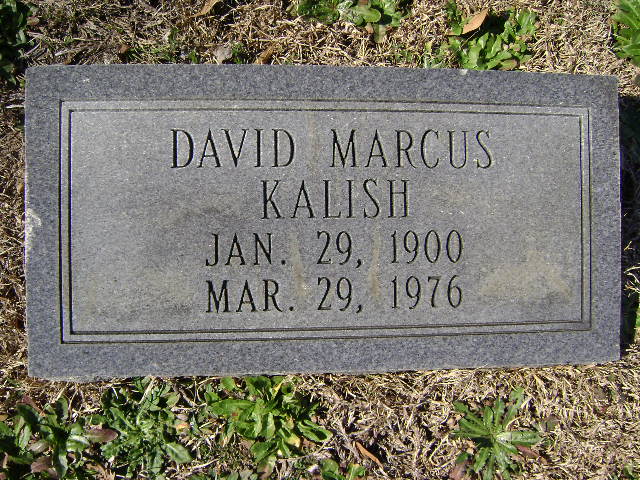 DAVID MARCUS
KALISH
JAN. 29, 1900
MAR. 29, 1976